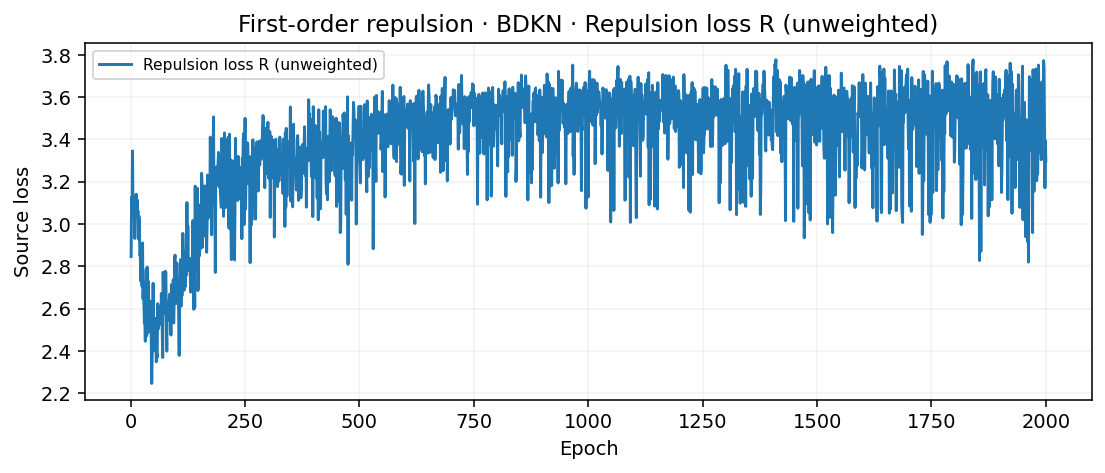 First-order repulsion · BDKN · Repulsion loss R (unweighted)
Repulsion loss R (unweighted)
Source loss
3.8
3.6
3.4
3.2
3.0
2.8
2.6
2.4
2.2
0 250 500 750 1000 1250 1500 1750 2000
Epoch